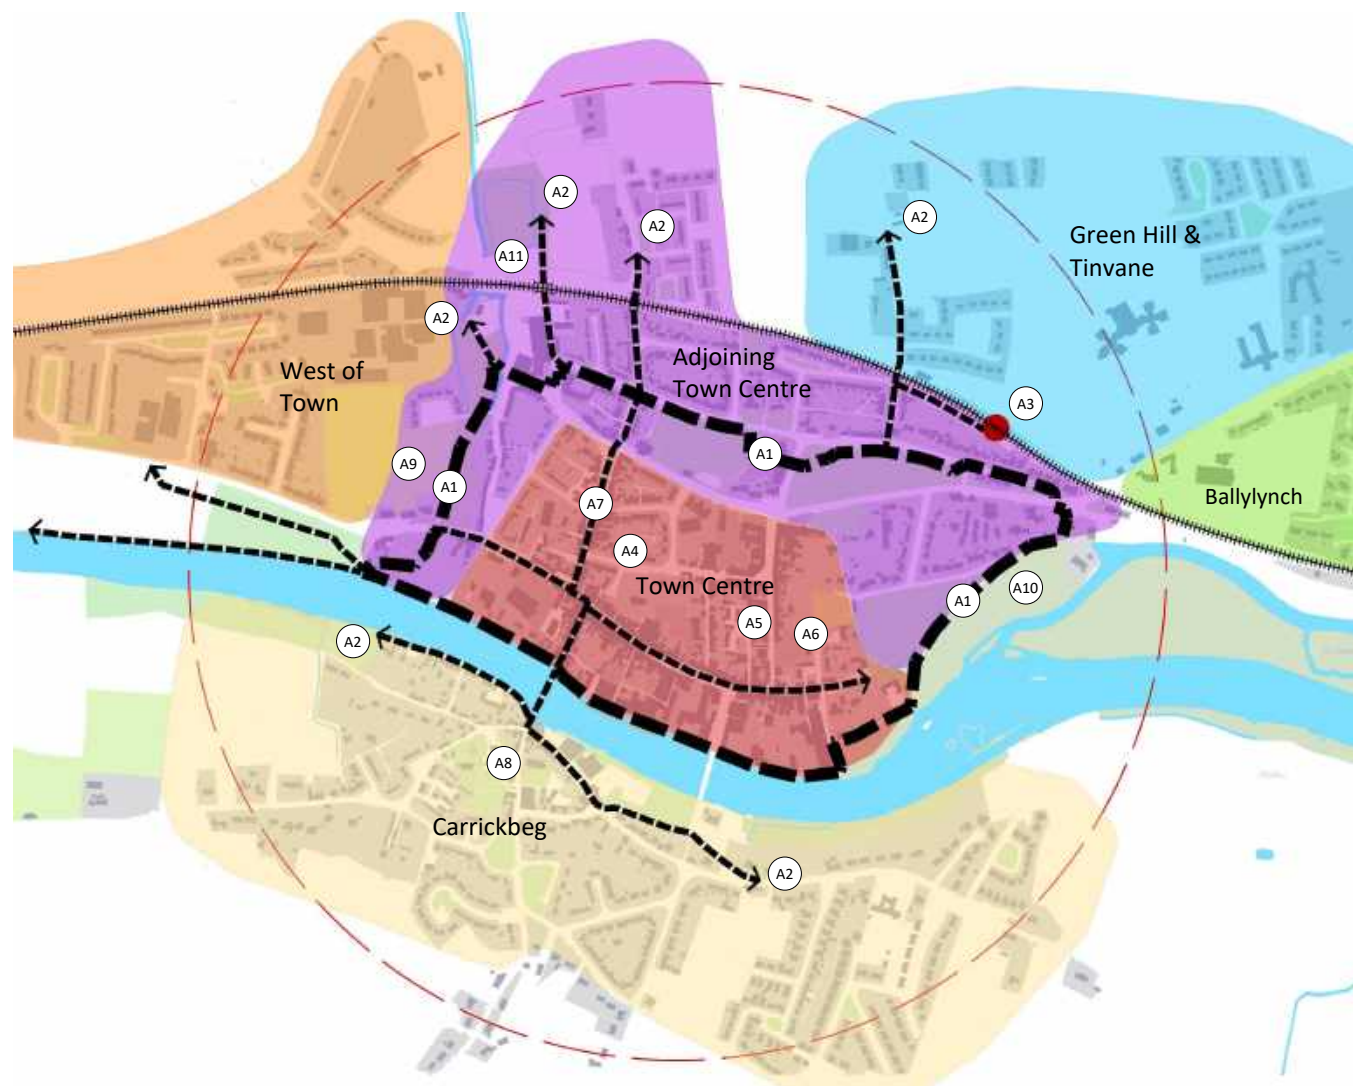 A2
A2
A2
A11
Green Hill &
Tinvane
A2
Adjoining
Town Centre
West of
Town
A3
A1
A9
A1
Ballylynch
A7
A4
Town Centre
A10
A1
A5
A6
A2
A8
Carrickbeg
A2